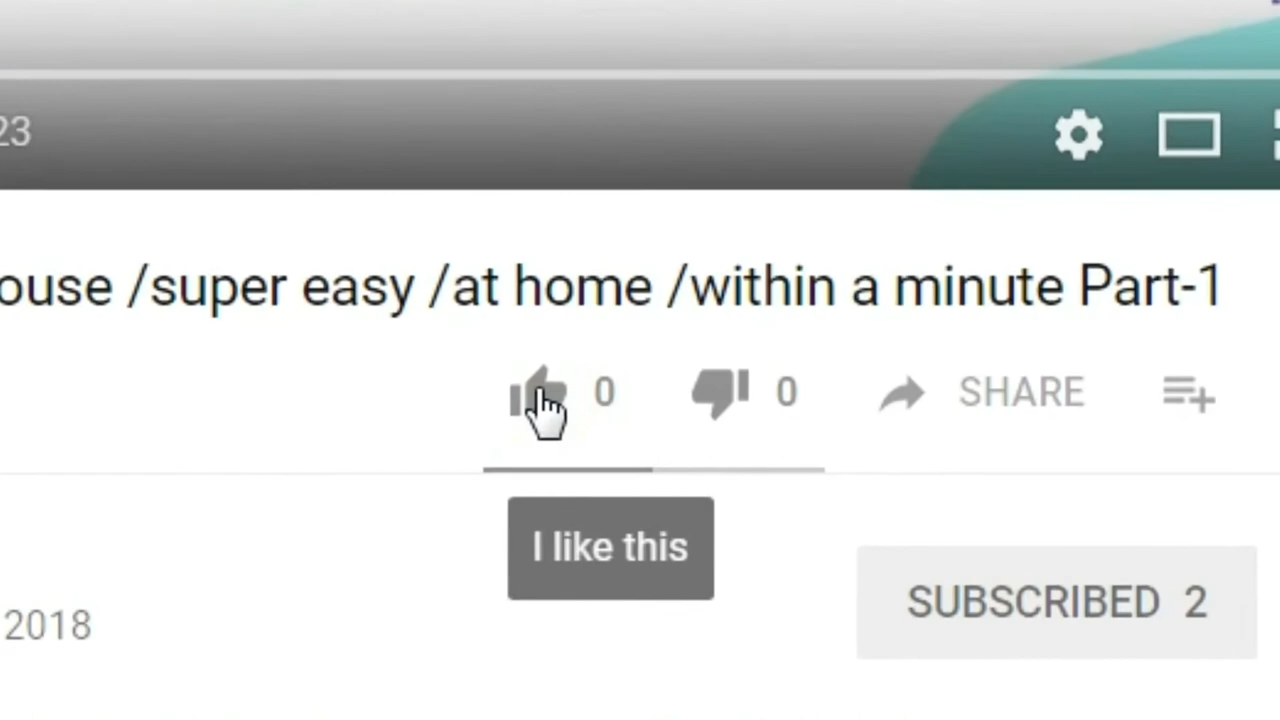 23
ouse /super easy /at home /within a minute Part-1
0 0 SHARE
I like this
SUBSCRIBED 2
2018